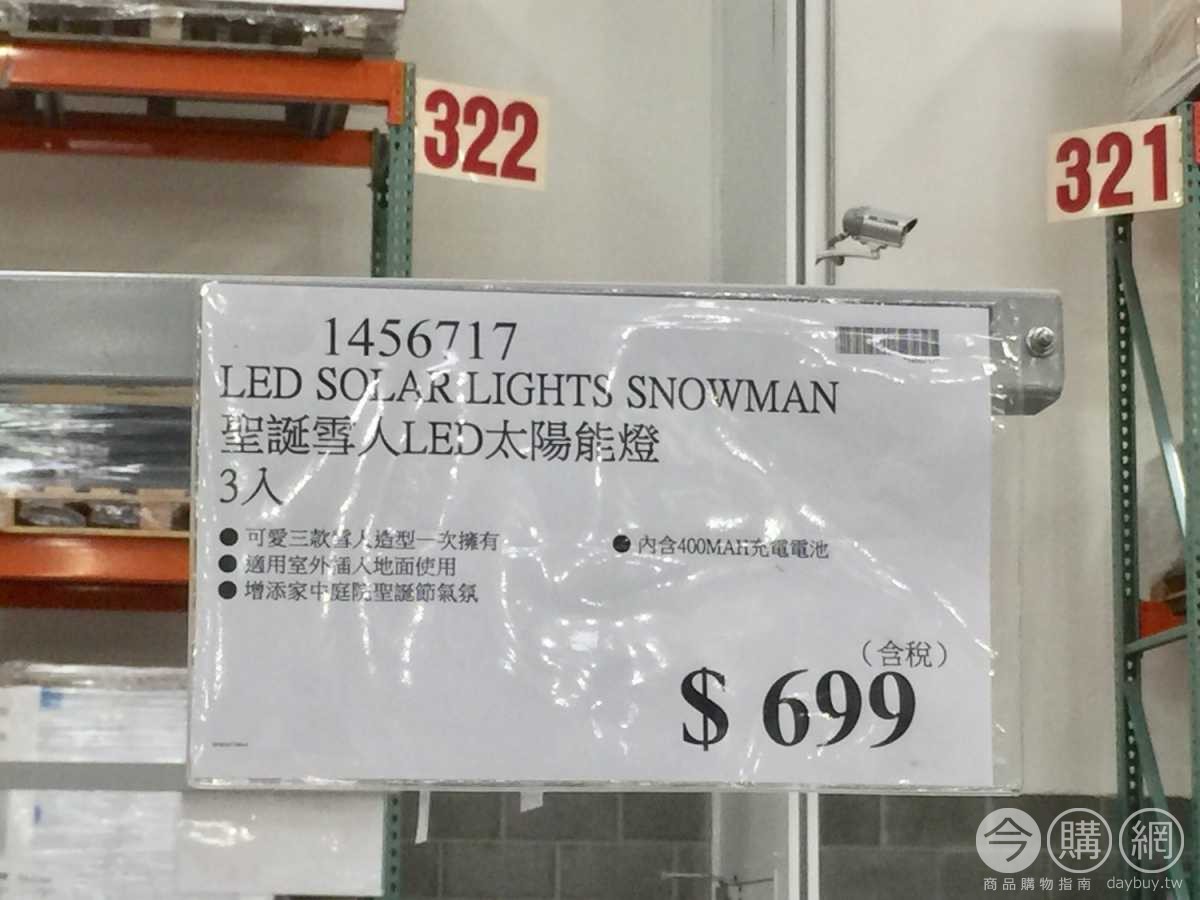 322
321
1456717
LED SOLAR LIGHTS SNOWMAN
聖誕雪人LED太陽能燈
3入
● 可愛三款雪人造型一次擁有
● 內含400MAH充電電池
● 適用室外插入地面使用
● 增添家中庭院聖誕節氣氛
(含稅)
$ 699
今購網
商品購物指南 daybuy.tw